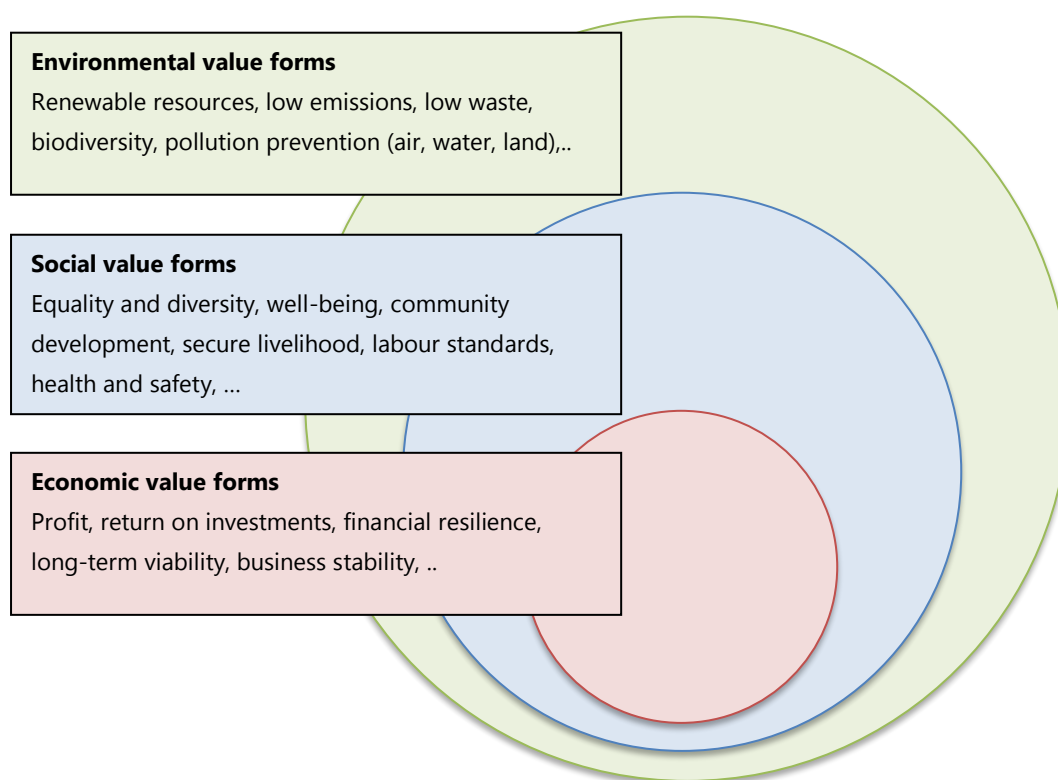 Environmental value forms
Renewable resources, low emissions, low waste,
biodiversity, pollution prevention (air, water, land),..
Social value forms
Equality and diversity, well-being, community
development, secure livelihood, labour standards,
health and safety, ...
Economic value forms
Profit, return on investments, financial resilience,
long-term viability, business stability, ..